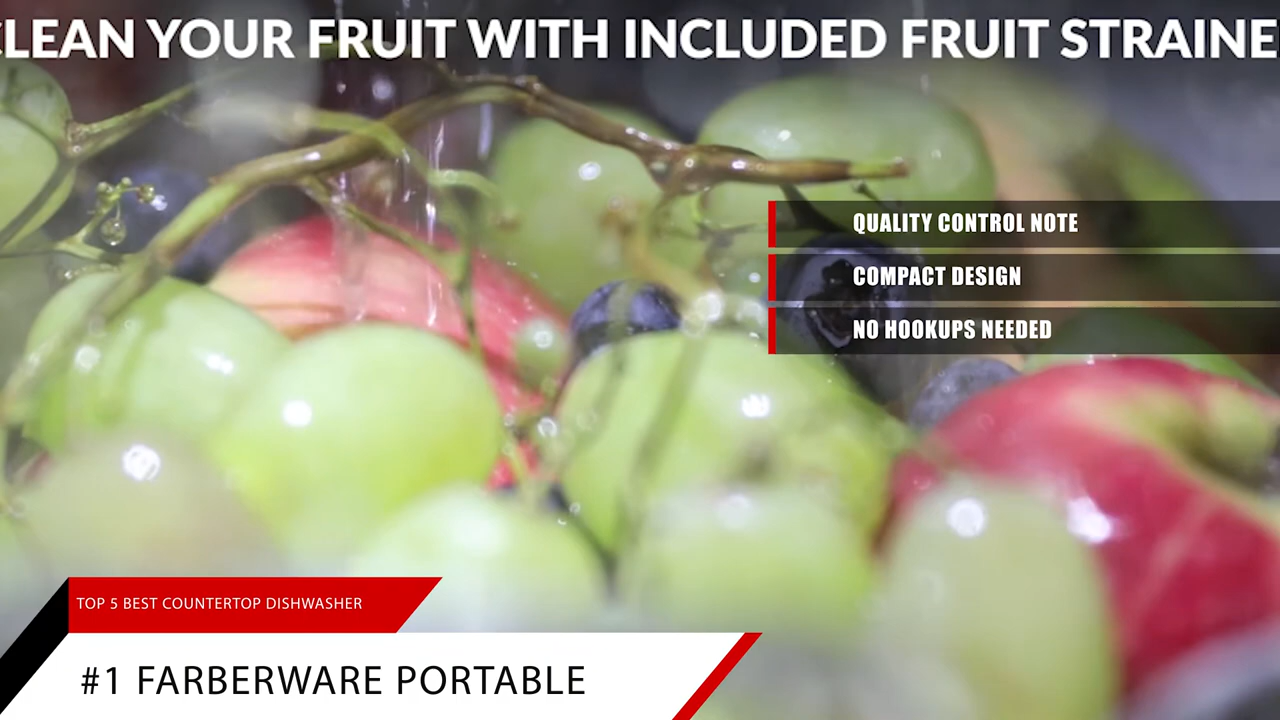 CLEAN YOUR FRUIT WITH INCLUDED FRUIT STRAINE
QUALITY CONTROL NOTE
COMPACT DESIGN
NO HOOKUPS NEEDED
TOP 5 BEST COUNTERTOP DISHWASHER
#1 FARBERWARE PORTABLE